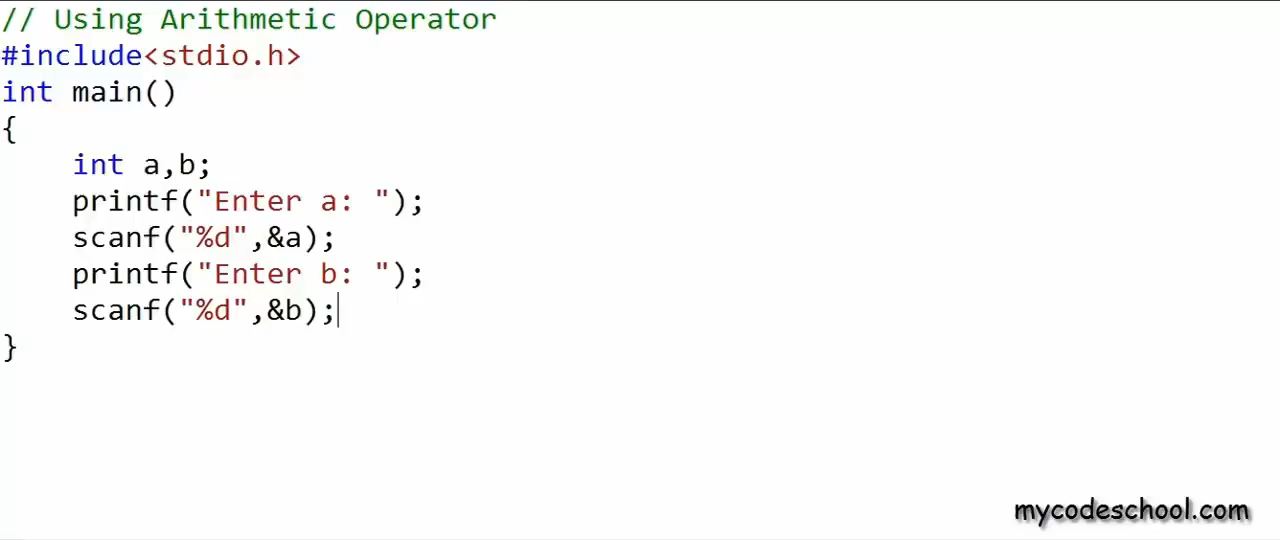 // Using Arithmetic Operator
#include<stdio.h>
int main()
{
    int a,b;
    printf("Enter a: ");
    scanf("%d",&a);
    printf("Enter b: ");
    scanf("%d",&b);
}
mycodeschool.com